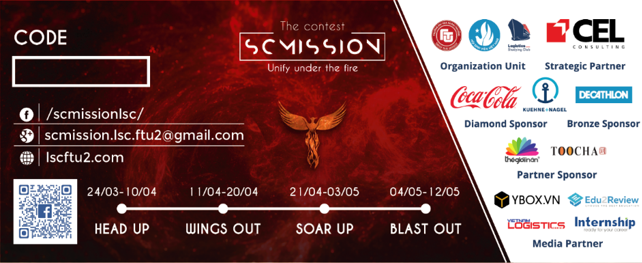 CODE
The contest
SCMISSION
Unify under the fire
/scmissionlsc/
scmission.lsc.ftu2@gmail.com
lscftu2.com
24/03-10/04
11/04-20/04
21/04-03/05
04/05-12/05
HEAD UP
WINGS OUT
SOAR UP
BLAST OUT
CEL
CONSULTING
Organization Unit
Strategic Partner
Coca-Cola
KUEHNE+NAGEL
DECATHLON
Diamond Sponsor
Bronze Sponsor
thegioiinan
TOOCHA
Partner Sponsor
YBOX.VN
Edu2Review
VIETNAM
LOGISTICS
Internship
Media Partner